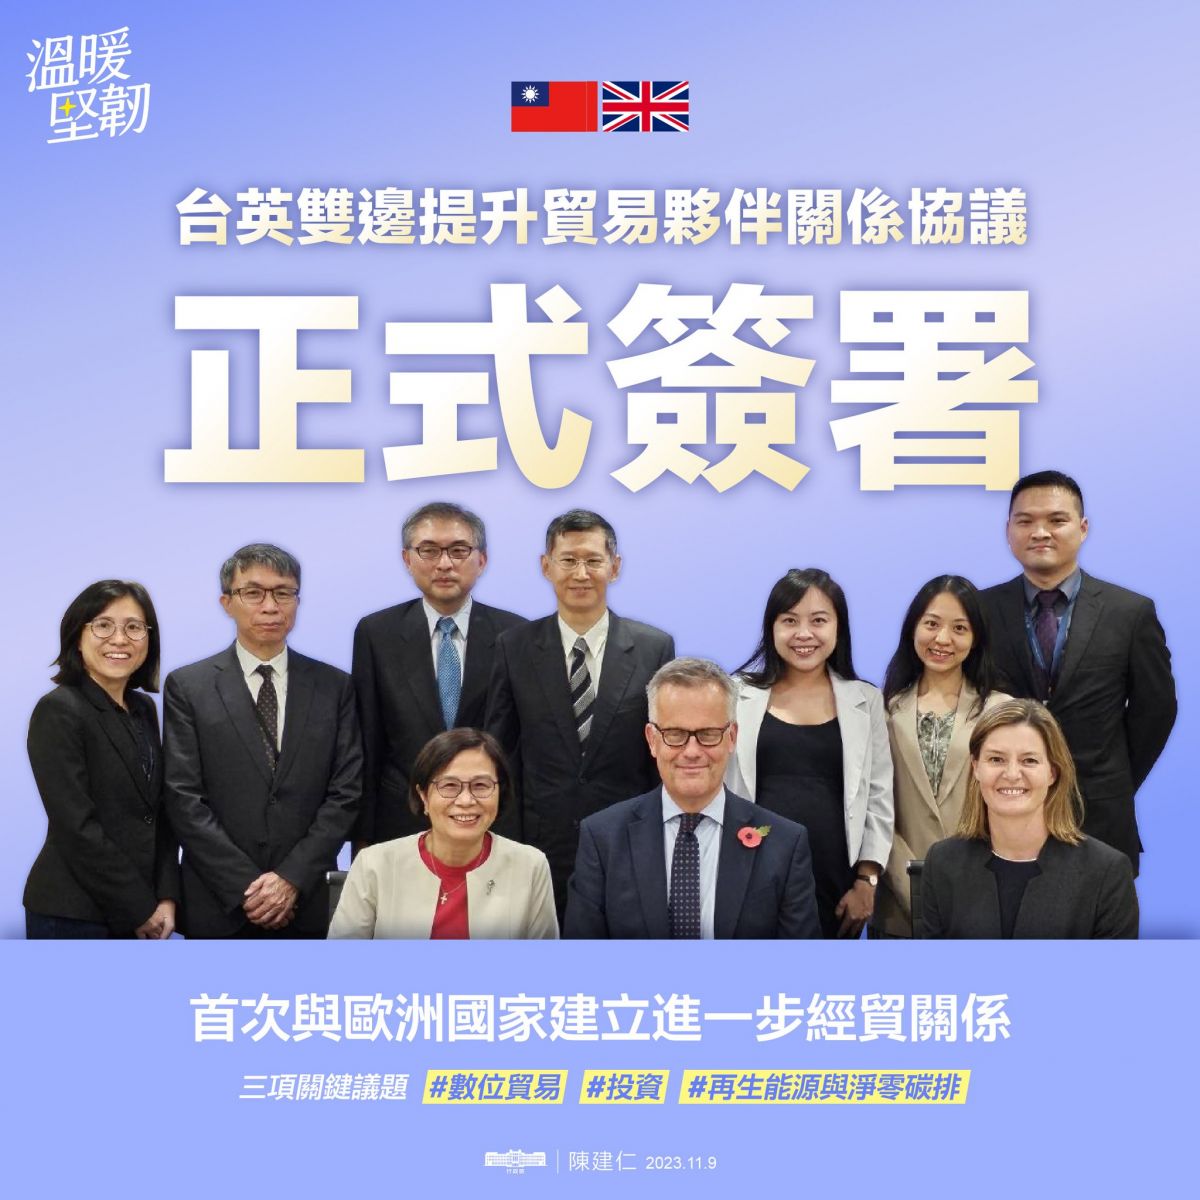 溫暖
堅韌
台英雙邊提升貿易夥伴關係協議
正式簽署
首次與歐洲國家建立進一步經貿關係
三項關鍵議題 #數位貿易 #投資 #再生能源與淨零碳排
行政院
陳建仁 2023.11.9